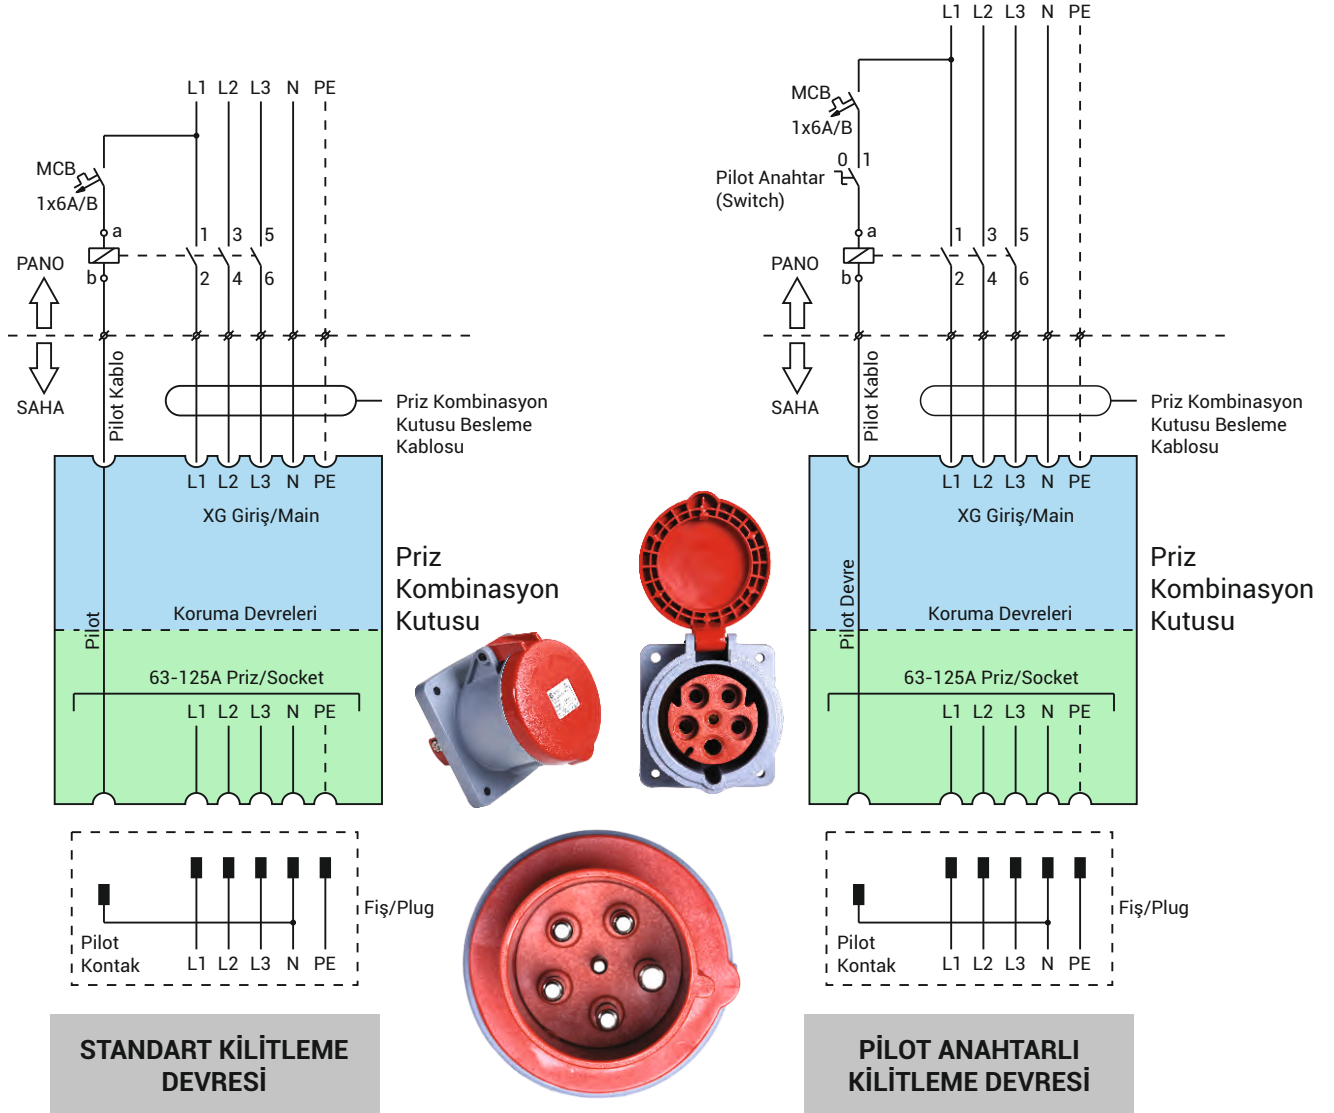 L1 L2 L3 N PE
MCB
1x6A/B
a
b
1 3 5
2 4 6
PANO
SAHA
Pilot Kablo
Priz Kombinasyon
Kutusu Besleme
Kablosu
L1 L2 L3 N PE
XG Giriş/Main
Koruma Devreleri
Pilot
63-125A Priz/Socket
L1 L2 L3 N PE
Priz
Kombinasyon
Kutusu
Pilot
Kontak
L1 L2 L3 N PE
Fiş/Plug
STANDART KİLİTLEME
DEVRESİ
L1 L2 L3 N PE
MCB
1x6A/B
0 1
Pilot Anahtar
(Switch)
a
b
1 3 5
2 4 6
PANO
SAHA
Pilot Kablo
Priz Kombinasyon
Kutusu Besleme
Kablosu
L1 L2 L3 N PE
XG Giriş/Main
Koruma Devreleri
Pilot Devre
63-125A Priz/Socket
L1 L2 L3 N PE
Priz
Kombinasyon
Kutusu
Pilot
Kontak
L1 L2 L3 N PE
Fiş/Plug
PİLOT ANAHTARLI
KİLİTLEME DEVRESİ